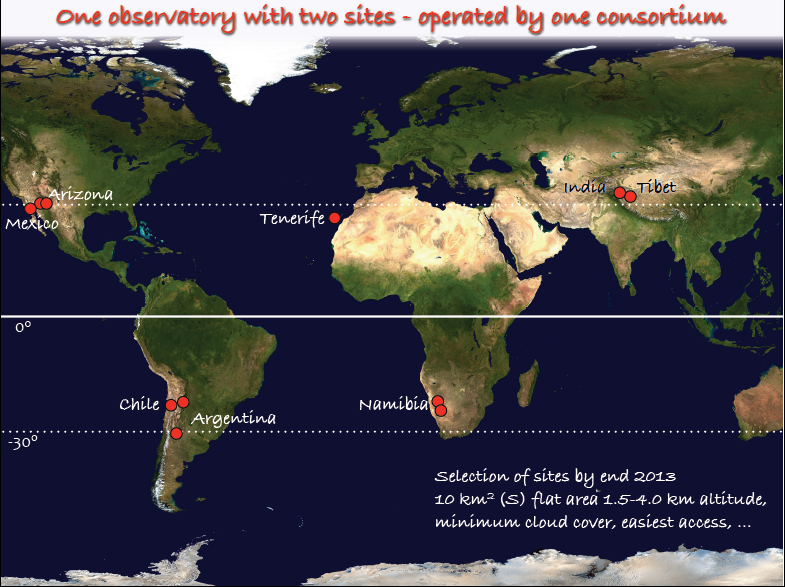 One observatory with two sites - operated by one consortium
Arizona
Mexico
Tenerife
India
Tibet
0°
Chile
Argentina
Namibia
-30°
Selection of sites by end 2013
10 km² (S) flat area 1.5-4.0 km altitude,
minimum cloud cover, easiest access, ...